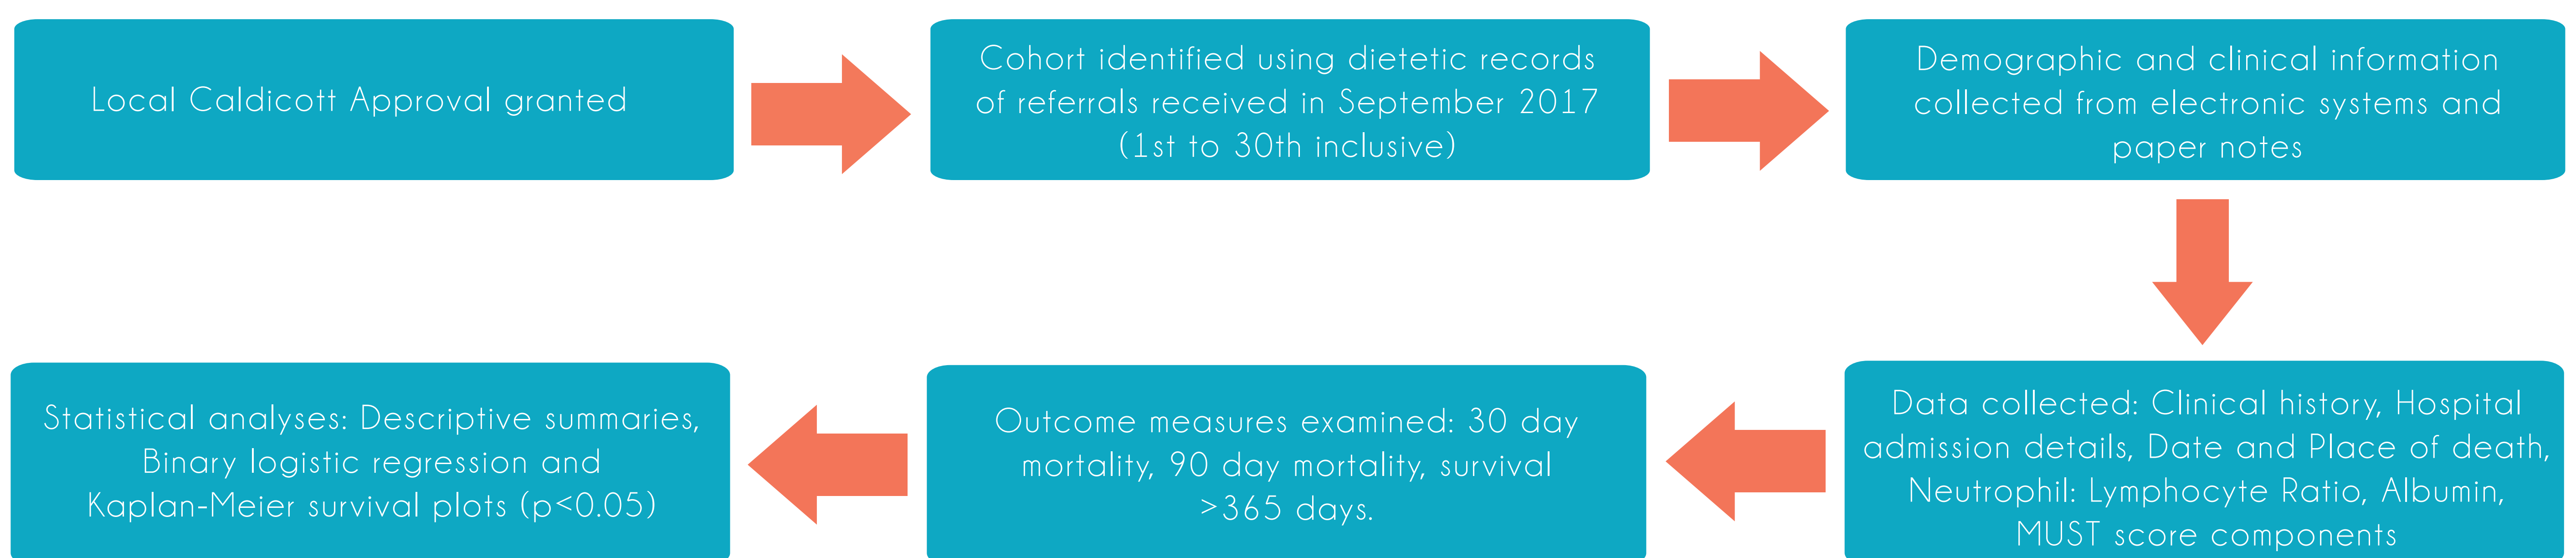 Local Caldicott Approval granted
Cohort identified using dietetic records
of referrals received in September 2017
(1st to 30th inclusive)
Demographic and clinical information
collected from electronic systems and
paper notes
Data collected: Clinical history, Hospital
admission details, Date and Place of death,
Neutrophil: Lymphocyte Ratio, Albumin,
MUST score components
Outcome measures examined: 30 day
mortality, 90 day mortality, survival
>365 days.
Statistical analyses: Descriptive summaries,
Binary logistic regression and
Kaplan-Meier survival plots (p<0.05)